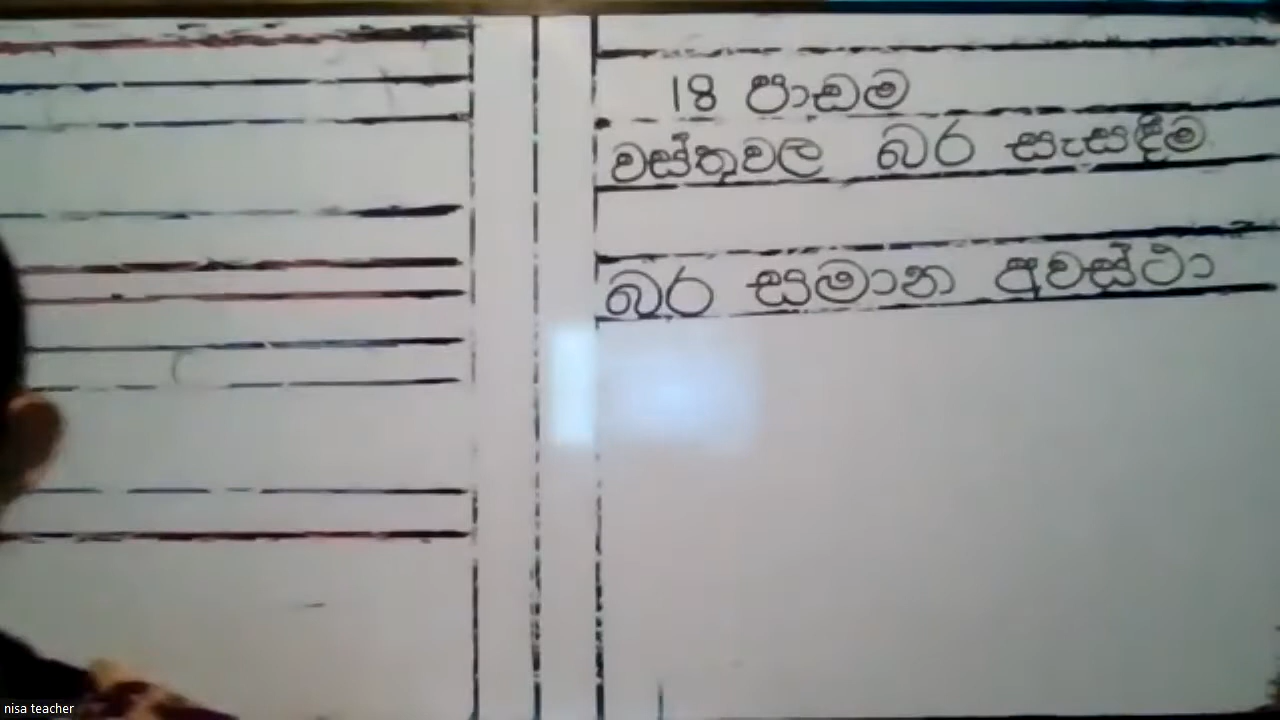 18 පාඩම
වස්තුවල බර සැසඳීම
බර සමාන අවස්ථා
nisa teacher